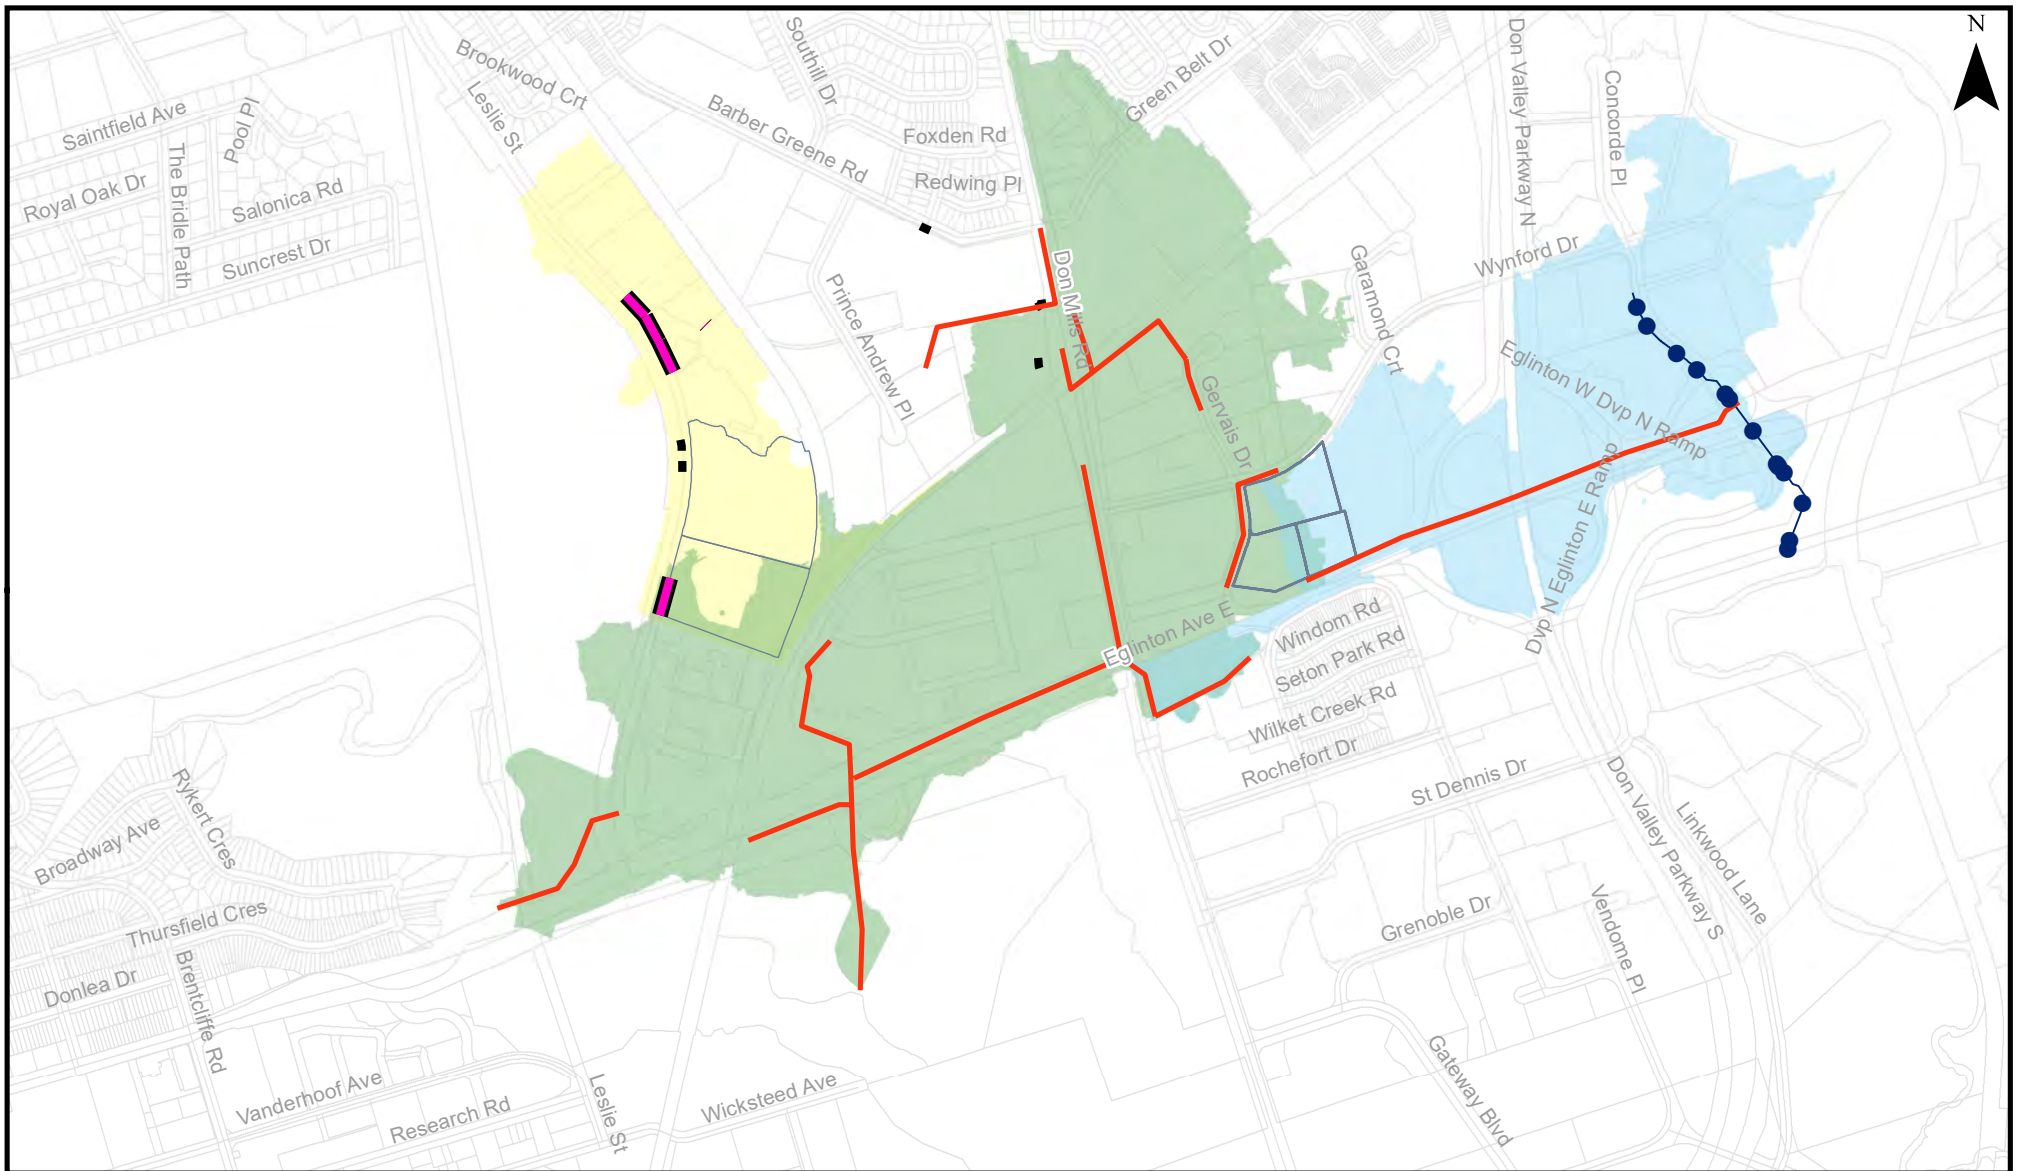 N
Brookwood Crt
Southill Dr
Green Belt Dr
Don Valley Parkway N
Concorde Pl
Leslie St
Saintfield Ave
Pool Pl
Barber Greene Rd
Foxden Rd
The Bridle Path
Redwing Pl
Royal Oak Dr
Salonica Rd
Suncrest Dr
Wynford Dr
Garamond Crt
Don Mills Rd
Prince Andrew Pl
Eglinton W Dvp N Ramp
Gervais Dr
Dvp N Eglinton E Ramp
Eglinton Ave E
Windom Rd
Seton Park Rd
Wilket Creek Rd
Rochefort Dr
St Dennis Dr
Don Valley Parkway S
Linkwood Lane
Rykert Cres
Broadway Ave
Thursfield Cres
Grenoble Dr
Vendome Pl
Donlea Dr
Brentcliffe Rd
Gateway Blvd
Vanderhoof Ave
Research Rd
Leslie St
Wicksteed Ave